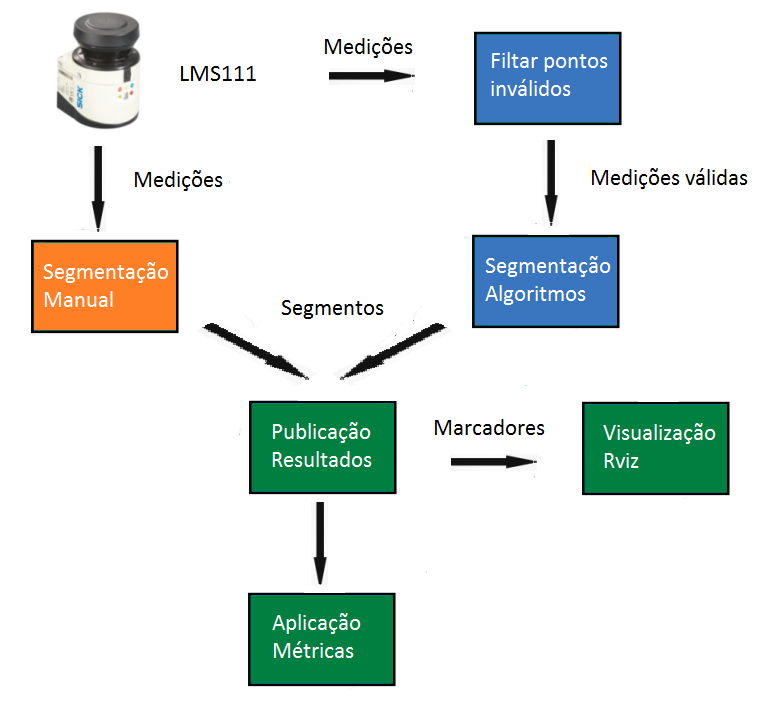 Medições
LMS111
Filtar pontos
inválidos
SICK
Medições
Medições válidas
Segmentação
Manual
Segmentação
Algoritmos
Segmentos
Publicação
Resultados
Marcadores
Visualização
Rviz
Aplicação
Métricas